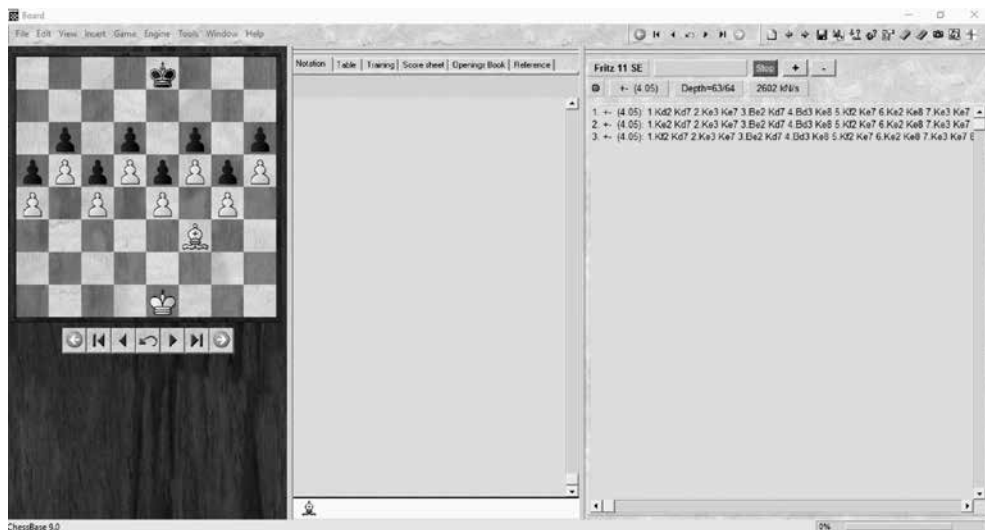 Board
File Edit View Insert Game Engine Tools Window Help
Notation Table Training Score sheet Openings Book Reference
Fritz 11 SE Stop + -
+- (4.05) Depth=63/64 2602 kN/s
1. +- (4.05): 1.Kd2 Kd7 2.Ke3 Ke7 3.Be2 Kd7 4.Bd3 Ke8 5.Kf2 Ke7 6.Ke2 Ke8 7.Ke3 Ke7
2. +- (4.05): 1.Ke2 Kd7 2.Ke3 Ke7 3.Be2 Kd7 4.Bd3 Ke8 5.Kf2 Ke7 6.Ke2 Ke8 7.Ke3 Ke7
3. +- (4.05): 1.Kf2 Kd7 2.Ke3 Ke7 3.Be2 Kd7 4.Bd3 Ke8 5.Kf2 Ke7 6.Ke2 Ke8 7.Ke3 Ke7
ChessBase 9.0
0%